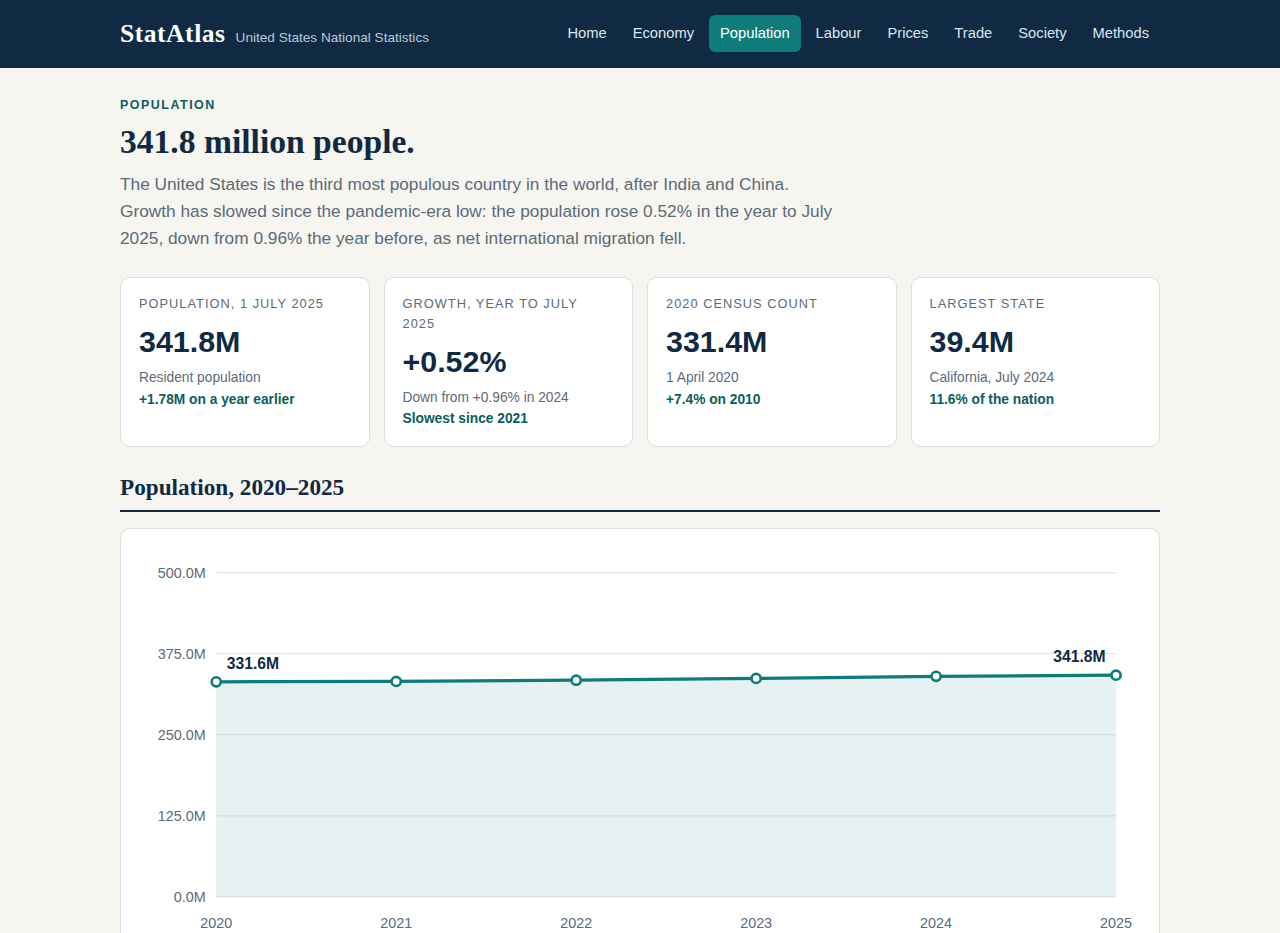 StatAtlas United States National Statistics Home Economy Population Labour Prices Trade Society Methods
POPULATION
341.8 million people.
The United States is the third most populous country in the world, after India and China.
Growth has slowed since the pandemic-era low: the population rose 0.52% in the year to July
2025, down from 0.96% the year before, as net international migration fell.
POPULATION, 1 JULY 2025
341.8M
Resident population
+1.78M on a year earlier
GROWTH, YEAR TO JULY
2025
+0.52%
Down from +0.96% in 2024
Slowest since 2021
2020 CENSUS COUNT
331.4M
1 April 2020
+7.4% on 2010
LARGEST STATE
39.4M
California, July 2024
11.6% of the nation
Population, 2020–2025
500.0M
375.0M
331.6M
341.8M
250.0M
125.0M
0.0M
2020 2021 2022 2023 2024 2025